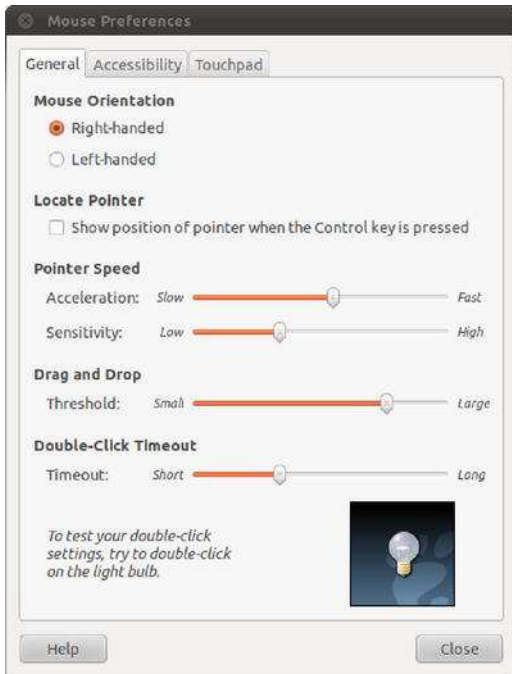 Mouse Preferences
General Accessibility Touchpad
Mouse Orientation
Right-handed
Left-handed
Locate Pointer
Show position of pointer when the Control key is pressed
Pointer Speed
Acceleration: Slow Fast
Sensitivity: Low High
Drag and Drop
Threshold: Small Large
Double-Click Timeout
Timeout: Short Long
To test your double-click
settings, try to double-click
on the light bulb.
Help Close